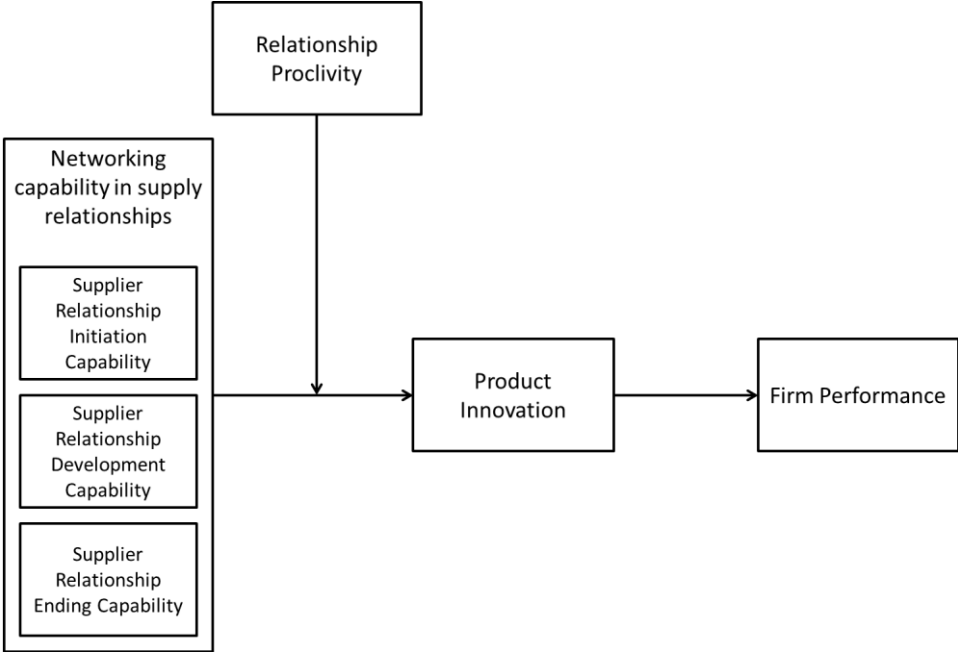 Relationship
Proclivity
Networking
capability in supply
relationships
Supplier
Relationship
Initiation
Capability
Supplier
Relationship
Development
Capability
Supplier
Relationship
Ending Capability
Product
Innovation
Firm Performance